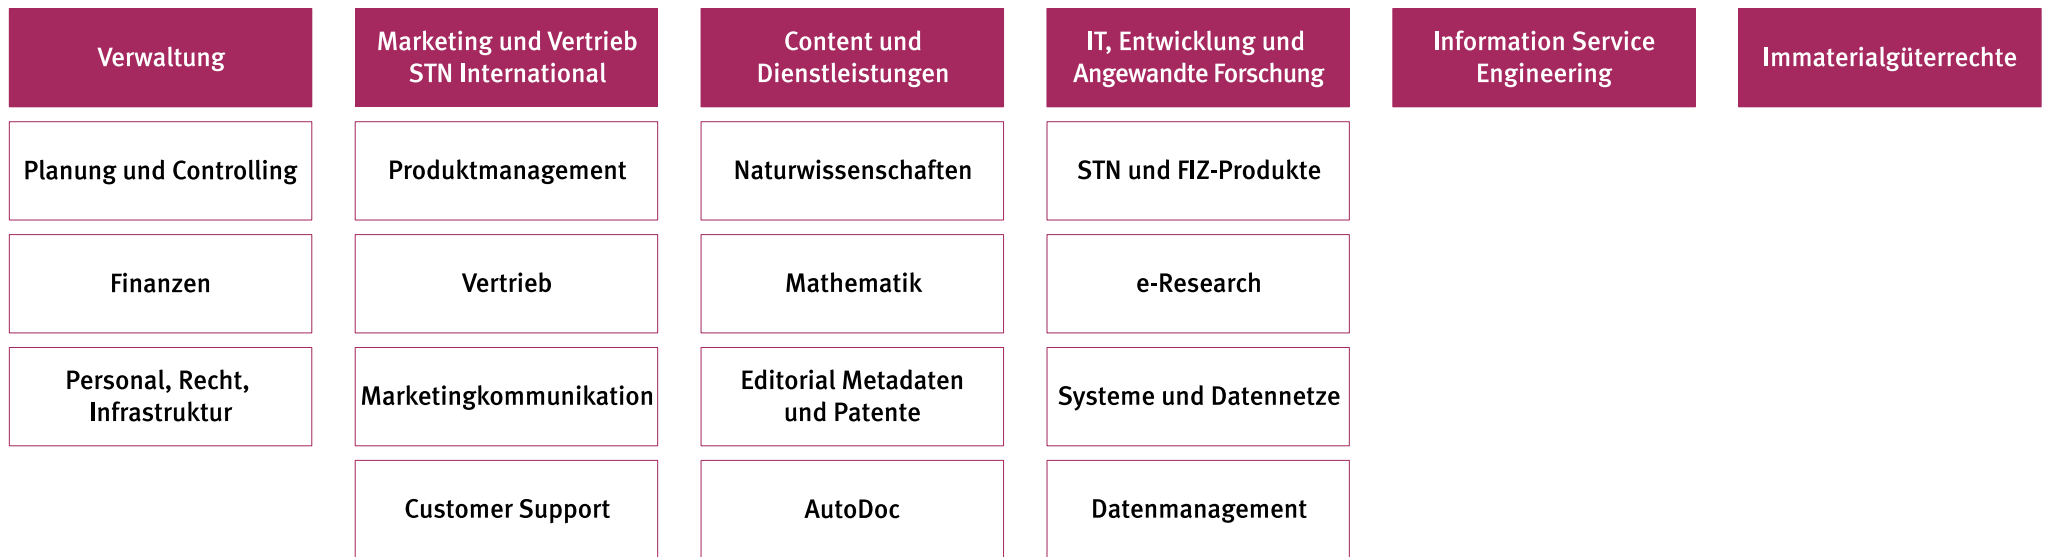 Verwaltung
Planung und Controlling
Finanzen
Personal, Recht,
Infrastruktur
Marketing und Vertrieb
STN International
Produktmanagement
Vertrieb
Marketingkommunikation
Customer Support
Content und
Dienstleistungen
Naturwissenschaften
Mathematik
Editorial Metadaten
und Patente
AutoDoc
IT, Entwicklung und
Angewandte Forschung
STN und FIZ-Produkte
e-Research
Systeme und Datennetze
Datenmanagement
Information Service
Engineering
Immaterialgüterrechte